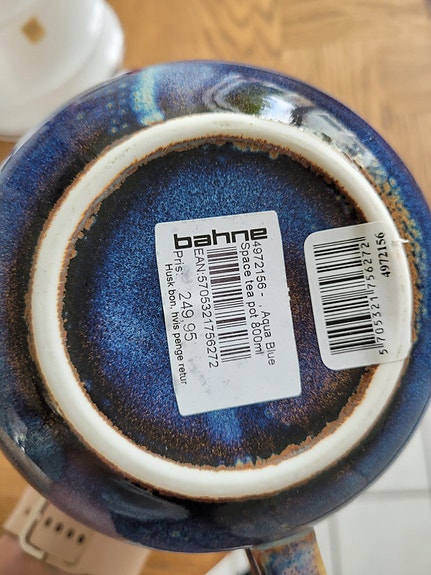 bahne
4972156 - , Aqua Blue
Space tea pot 800ml
EAN:5705321756272
Pris: 249,95
Husk bon, hvis penge retur
4972156
5705321756272